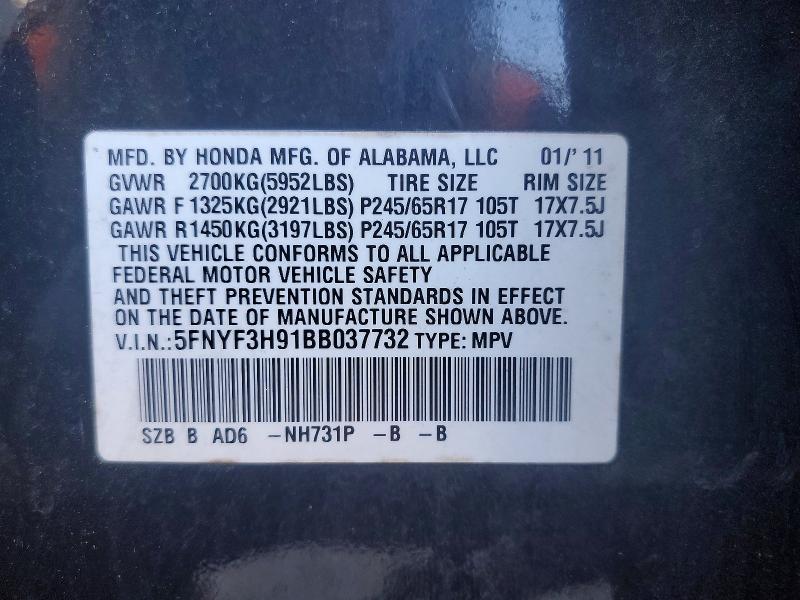 MFD. BY HONDA MFG. OF ALABAMA, LLC 01/' 11
GVWR 2700KG(5952LBS) TIRE SIZE RIM SIZE
GAWR F 1325KG(2921LBS) P245/65R17 105T 17X7.5J
GAWR R1450KG(3197LBS) P245/65R17 105T 17X7.5J
THIS VEHICLE CONFORMS TO ALL APPLICABLE
FEDERAL MOTOR VEHICLE SAFETY
AND THEFT PREVENTION STANDARDS IN EFFECT
ON THE DATE OF MANUFACTURE SHOWN ABOVE.
V.I.N.:5FNYF3H91BB037732 TYPE: MPV
SZB B AD6 -NH731P -B -B